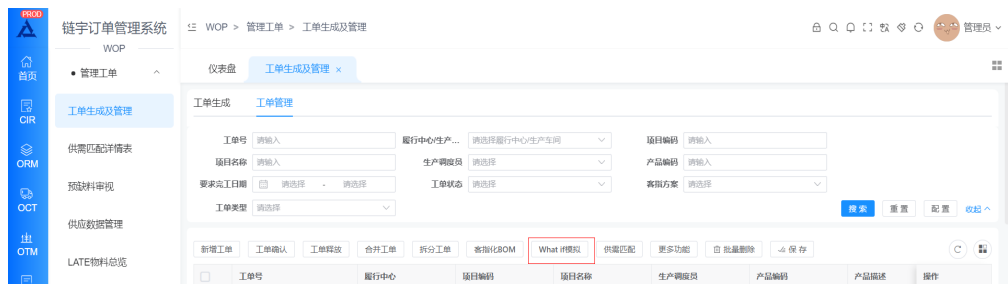 PROD
链宇订单管理系统
WOP
WOP > 管理工单 > 工单生成及管理
管理员
首页
CIR
ORM
OCT
OTM
管理工单
工单生成及管理
供需匹配详情表
预缺料审视
供应数据管理
LATE物料总览
仪表盘 工单生成及管理 ×
工单生成 工单管理
工单号 请输入 履行中心/生产... 请选择履行中心/生产车间 项目编码 请输入
项目名称 请输入 生产调度员 请选择 产品编码 请输入
要求完工日期 请选择 - 请选择 工单状态 请选择 客指方案 请选择
工单类型 请选择 搜索 重置 配置 收起
新增工单 工单确认 工单释放 合并工单 拆分工单 客指化BOM What if模拟 供需匹配 更多功能 批量删除 保存
工单号 履行中心 项目编码 项目名称 生产调度员 产品编码 产品描述 操作